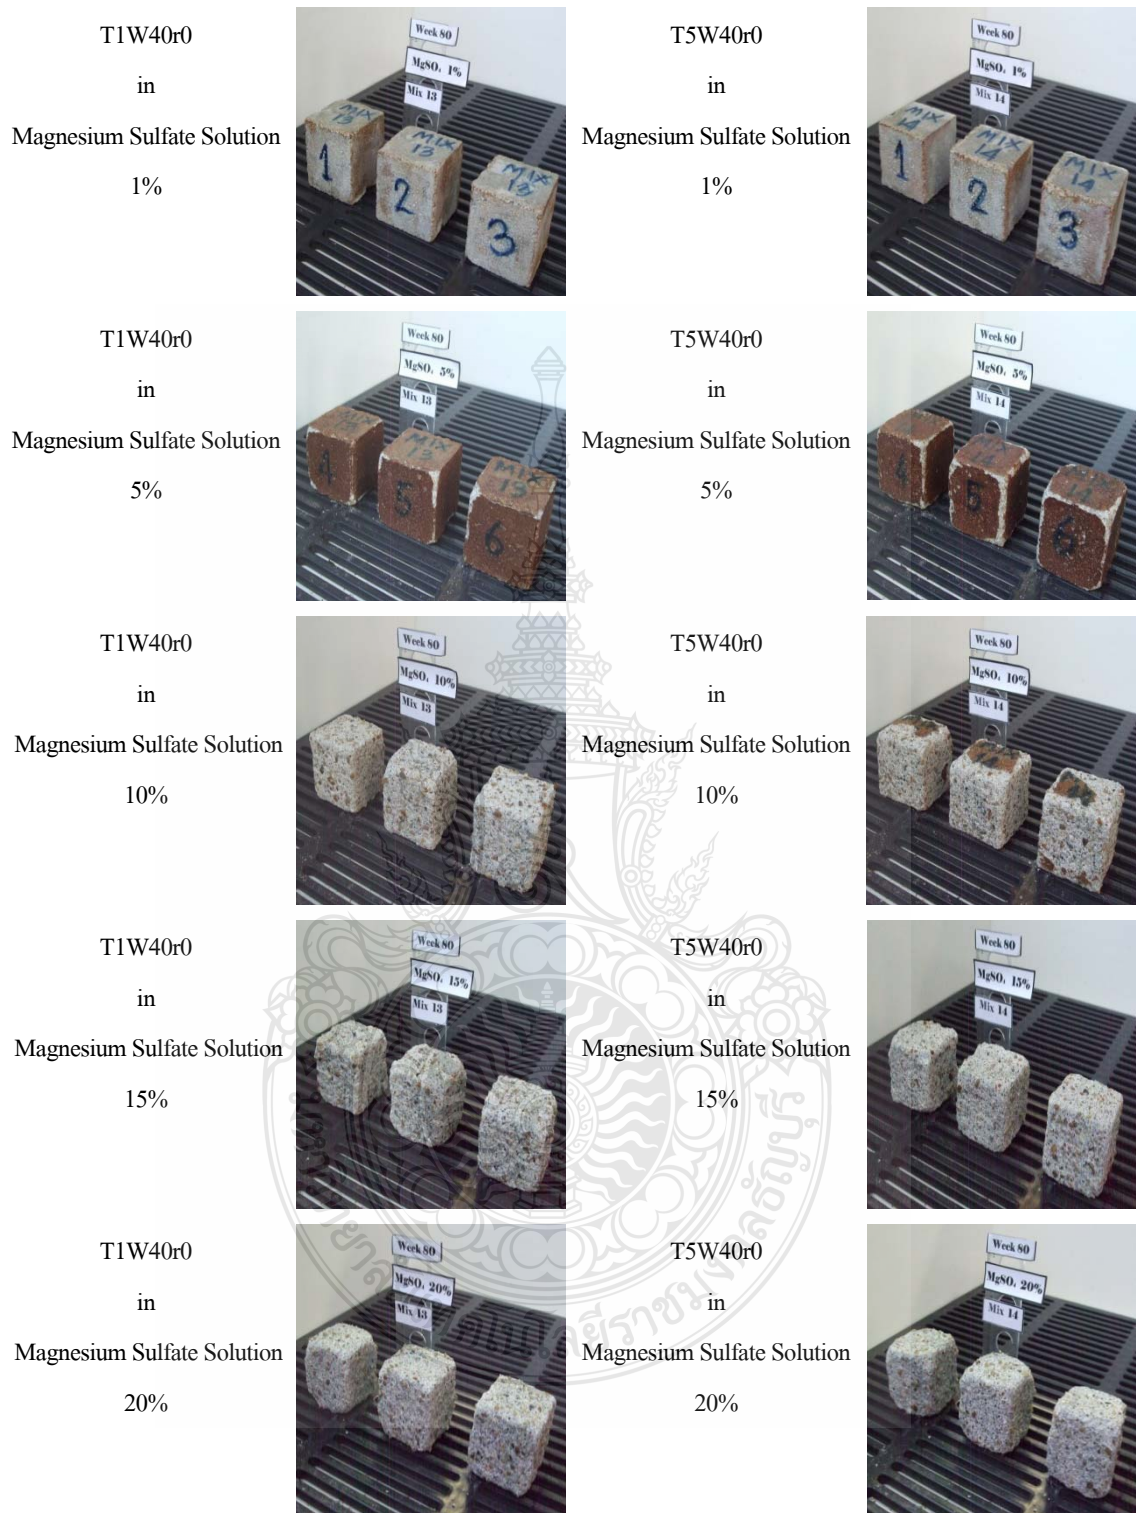 T1W40r0
in
Magnesium Sulfate Solution
1%
Week 80
MgSO4 1%
Mix 13
MIX
13
1
MIX
13
2
MIX
13
3
T5W40r0
in
Magnesium Sulfate Solution
1%
Week 80
MgSO4 1%
Mix 14
MIX
14
1
MIX
14
2
MIX
14
3
T1W40r0
in
Magnesium Sulfate Solution
5%
Week 80
MgSO4 5%
Mix 13
4
MIX
13
5
MIX
13
6
T5W40r0
in
Magnesium Sulfate Solution
5%
Week 80
MgSO4 5%
Mix 14
4
MIX
14
5
MIX
14
6
T1W40r0
in
Magnesium Sulfate Solution
10%
Week 80
MgSO4 10%
Mix 13
T5W40r0
in
Magnesium Sulfate Solution
10%
Week 80
MgSO4 10%
Mix 14
T1W40r0
in
Magnesium Sulfate Solution
15%
Week 80
MgSO4 15%
Mix 13
T5W40r0
in
Magnesium Sulfate Solution
15%
Week 80
MgSO4 15%
Mix 14
T1W40r0
in
Magnesium Sulfate Solution
20%
Week 80
MgSO4 20%
Mix 13
T5W40r0
in
Magnesium Sulfate Solution
20%
Week 80
MgSO4 20%
Mix 14